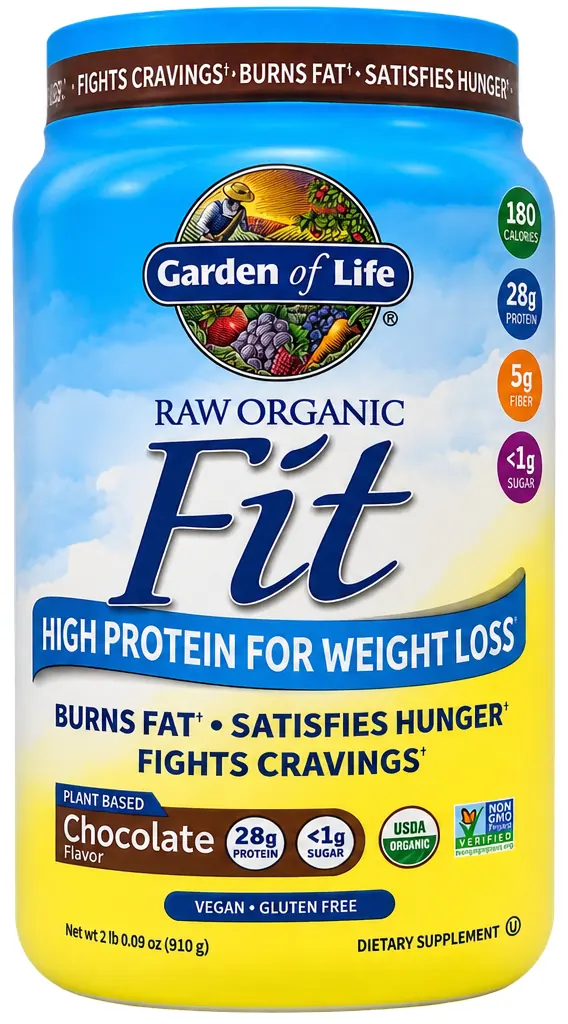 · FIGHTS CRAVINGS† · BURNS FAT† · SATISFIES HUNGER†
Garden of Life
®
180
CALORIES
28g
PROTEIN
5g
FIBER
<1g
SUGAR
RAW ORGANIC
Fit
HIGH PROTEIN FOR WEIGHT LOSS†
BURNS FAT† • SATISFIES HUNGER†
FIGHTS CRAVINGS†
PLANT BASED
Chocolate
Flavor
28g
PROTEIN
<1g
SUGAR
USDA
ORGANIC
NON
GMO
VERIFIED
VEGAN • GLUTEN FREE
Net wt 2 lb 0.09 oz (910 g)
DIETARY SUPPLEMENT U